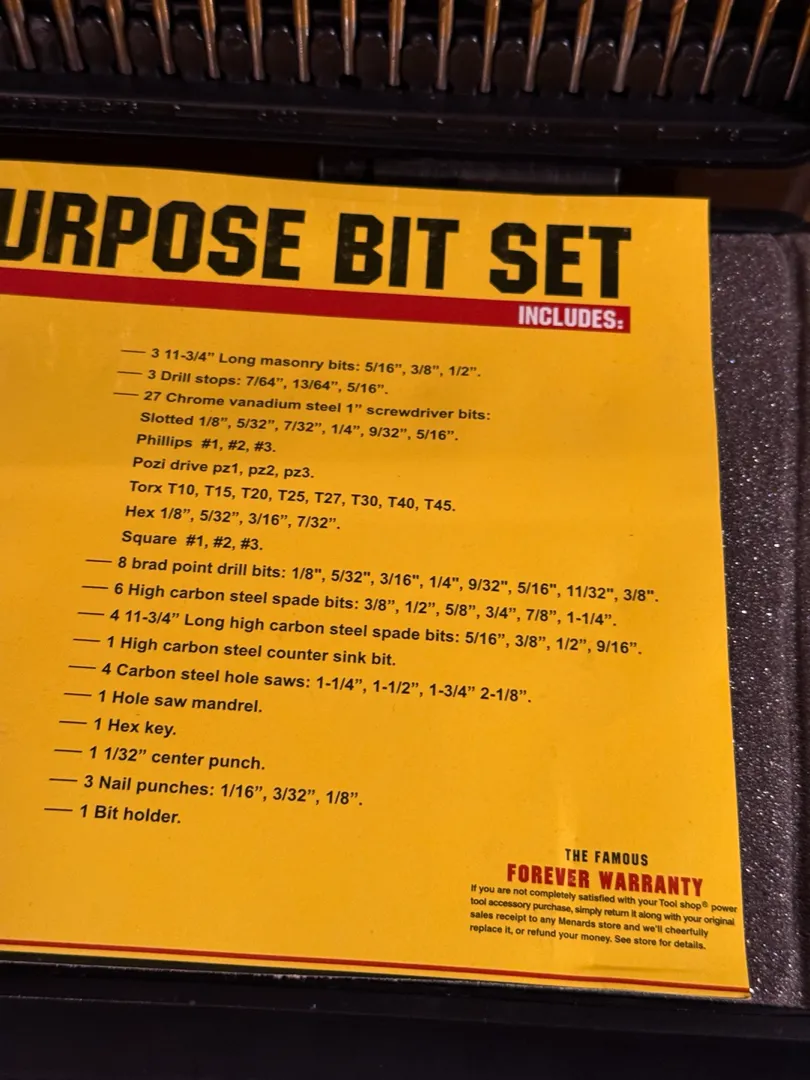 URPOSE BIT SET
INCLUDES:
3 11-3/4” Long masonry bits: 5/16”, 3/8”, 1/2”.
3 Drill stops: 7/64”, 13/64”, 5/16”.
27 Chrome vanadium steel 1” screwdriver bits:
Slotted 1/8”, 5/32”, 7/32”, 1/4”, 9/32”, 5/16”.
Phillips #1, #2, #3.
Pozi drive pz1, pz2, pz3.
Torx T10, T15, T20, T25, T27, T30, T40, T45.
Hex 1/8”, 5/32”, 3/16”, 7/32”.
Square #1, #2, #3.
8 brad point drill bits: 1/8", 5/32", 3/16", 1/4", 9/32", 5/16", 11/32", 3/8".
6 High carbon steel spade bits: 3/8”, 1/2”, 5/8”, 3/4”, 7/8”, 1-1/4”.
4 11-3/4” Long high carbon steel spade bits: 5/16”, 3/8”, 1/2”, 9/16”.
1 High carbon steel counter sink bit.
4 Carbon steel hole saws: 1-1/4”, 1-1/2”, 1-3/4” 2-1/8”.
1 Hole saw mandrel.
1 Hex key.
1 1/32” center punch.
3 Nail punches: 1/16”, 3/32”, 1/8”.
1 Bit holder.
THE FAMOUS
FOREVER WARRANTY
If you are not completely satisfied with your Tool shop® power
tool accessory purchase, simply return it along with your original
sales receipt to any Menards store and we'll cheerfully
replace it, or refund your money. See store for details.